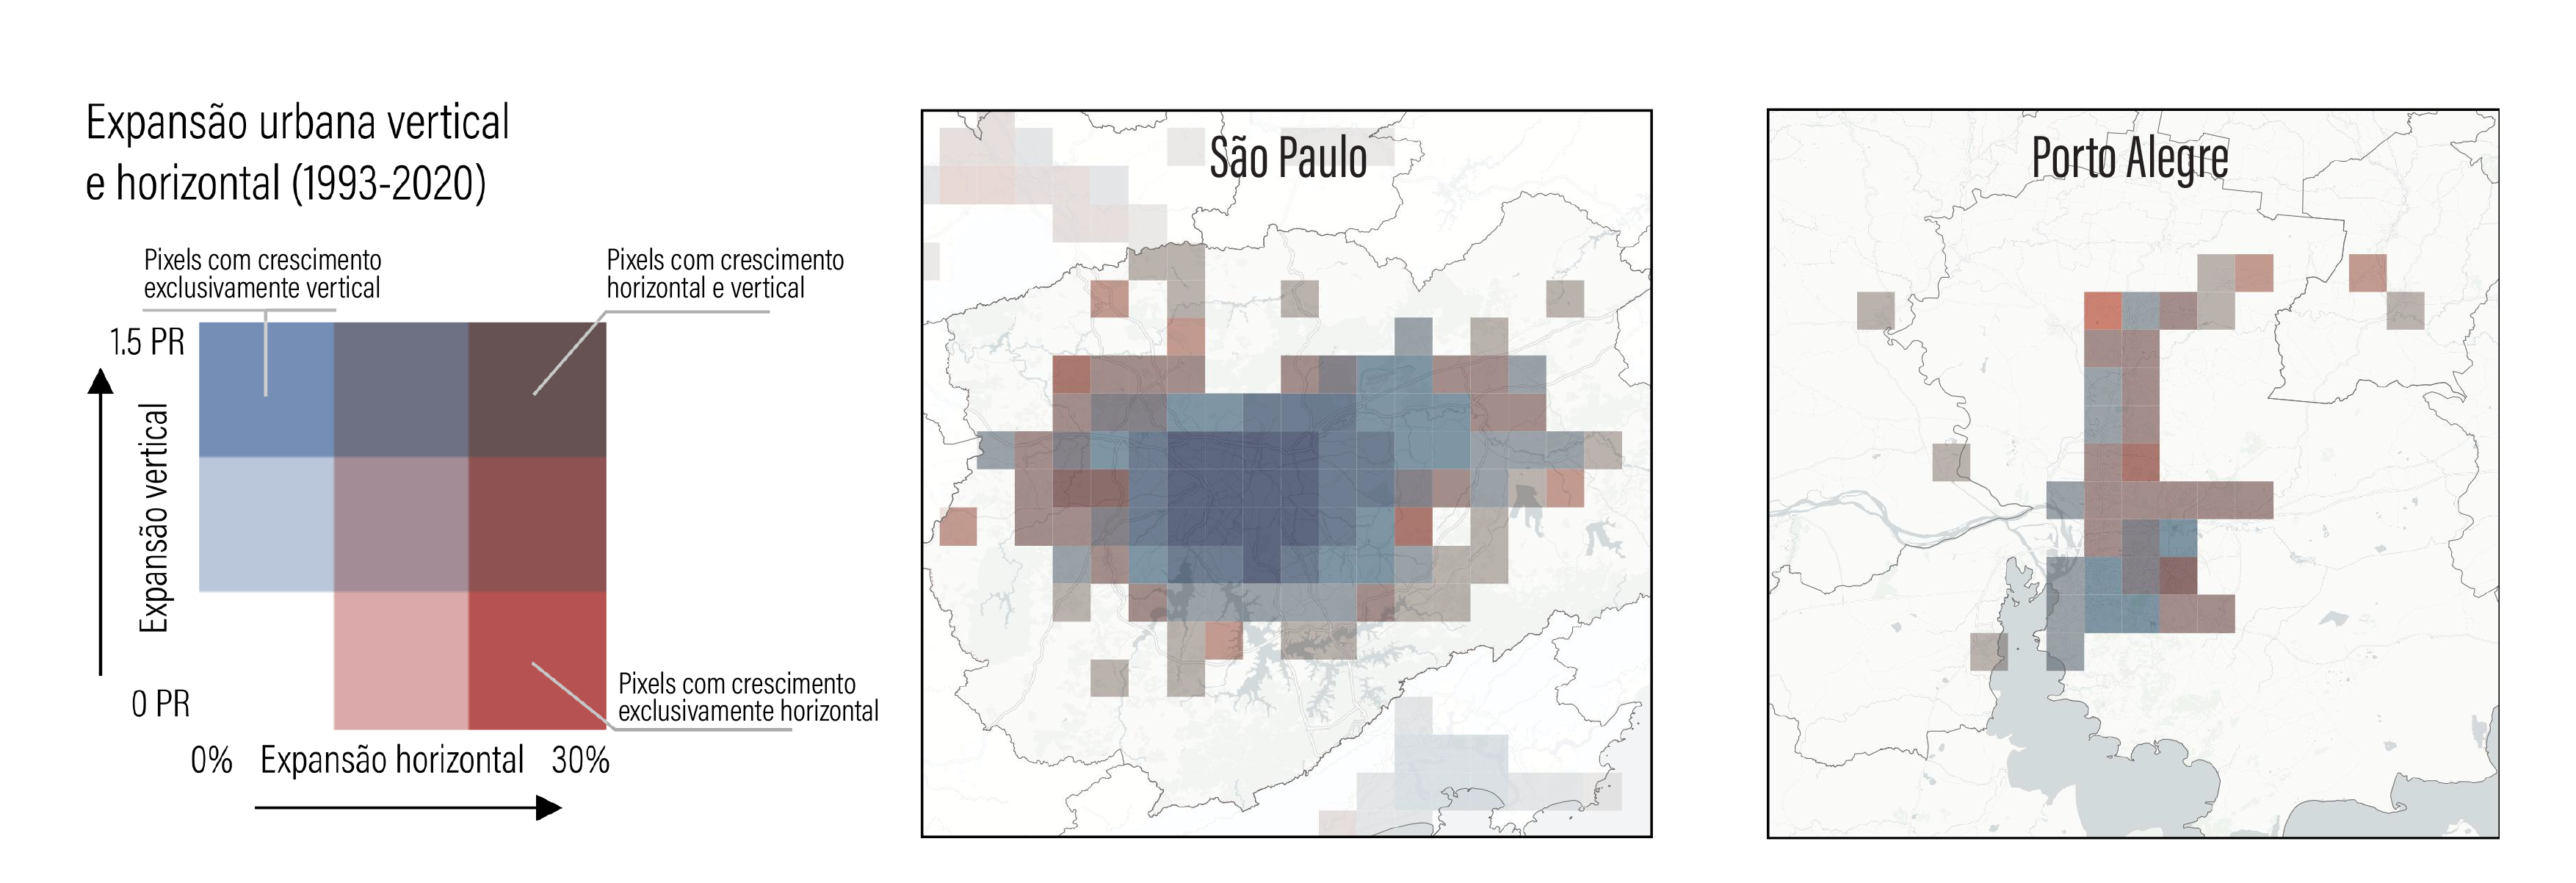 Expansão urbana vertical
e horizontal (1993-2020)
Pixels com crescimento
exclusivamente vertical
Pixels com crescimento
horizontal e vertical
1.5 PR
Expansão vertical
0 PR
Pixels com crescimento
exclusivamente horizontal
0% Expansão horizontal 30%
São Paulo
Porto Alegre